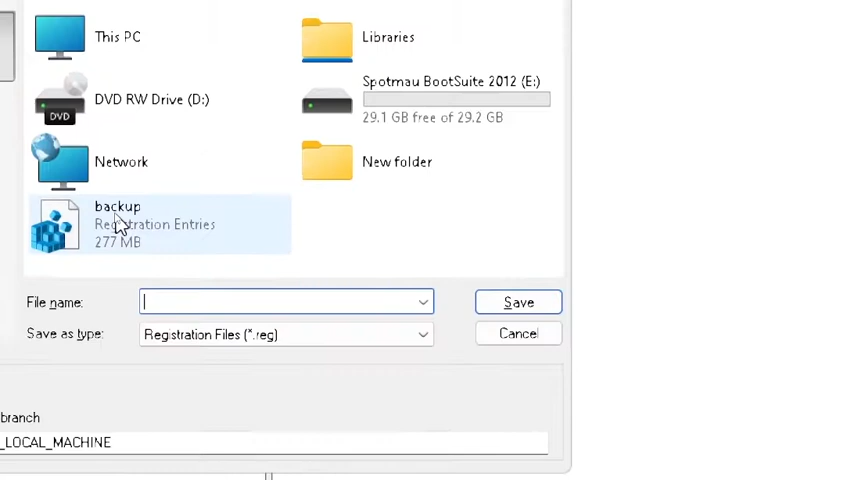 This PC
Libraries
DVD RW Drive (D:)
DVD
Spotmau BootSuite 2012 (E:)
29.1 GB free of 29.2 GB
Network
New folder
backup
Registration Entries
277 MB
File name:
Save
Save as type:
Registration Files (*.reg)
Cancel
branch
_LOCAL_MACHINE